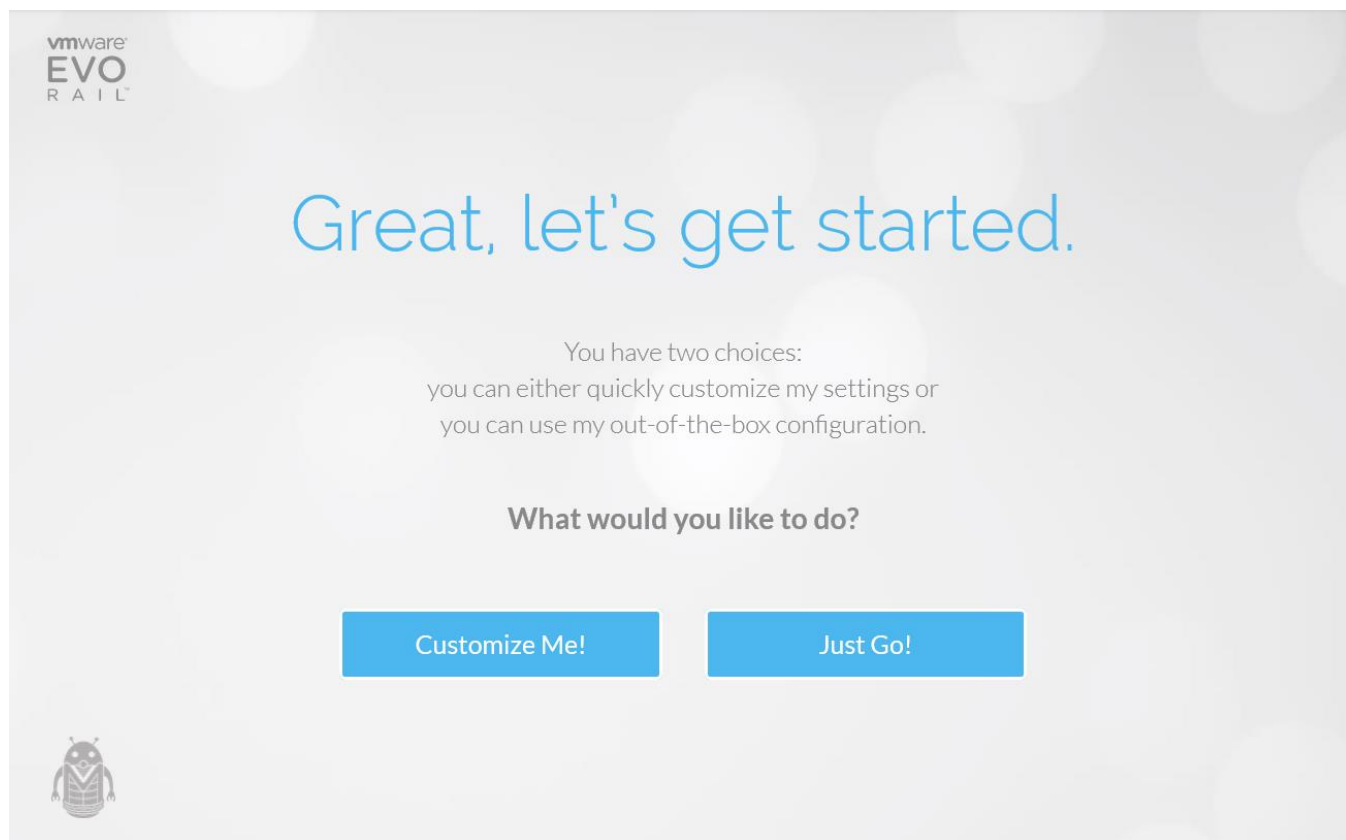 vmware®
EVO
RAIL™
Great, let's get started.
You have two choices:
you can either quickly customize my settings or
you can use my out-of-the-box configuration.
What would you like to do?
Customize Me!
Just Go!